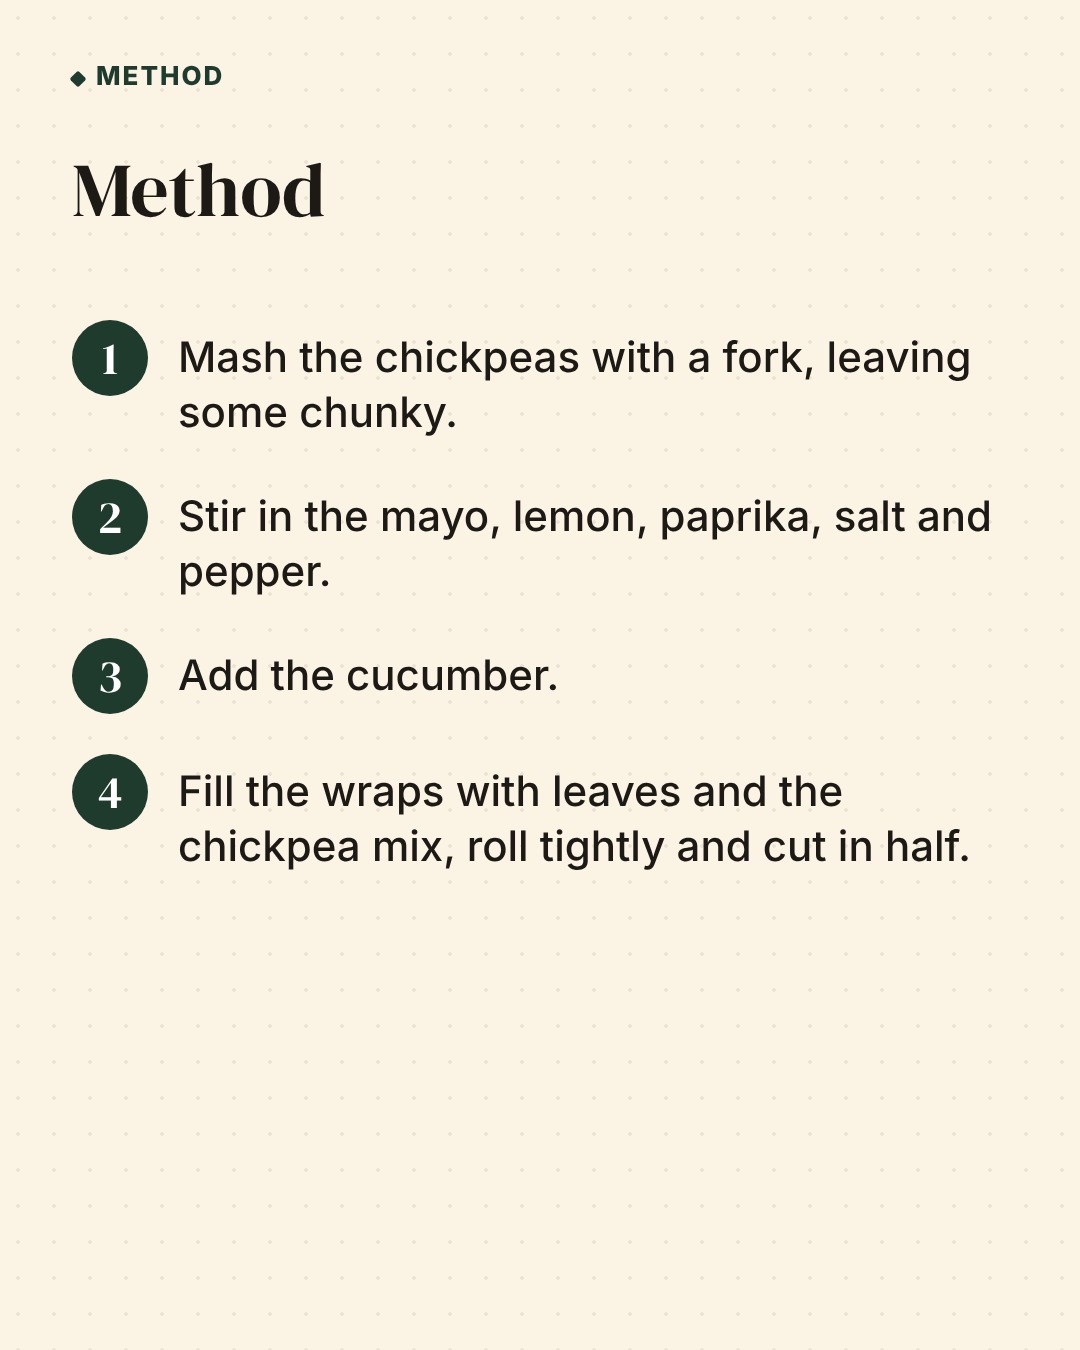 METHOD
Method
1 Mash the chickpeas with a fork, leaving
some chunky.
2 Stir in the mayo, lemon, paprika, salt and
pepper.
3 Add the cucumber.
4 Fill the wraps with leaves and the
chickpea mix, roll tightly and cut in half.